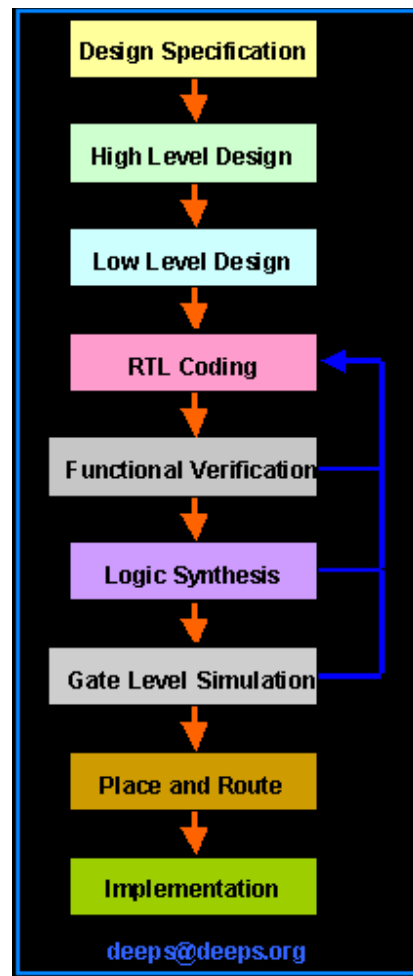 Design Specification
High Level Design
Low Level Design
RTL Coding
Functional Verification
Logic Synthesis
Gate Level Simulation
Place and Route
Implementation
deeps@deeps.org